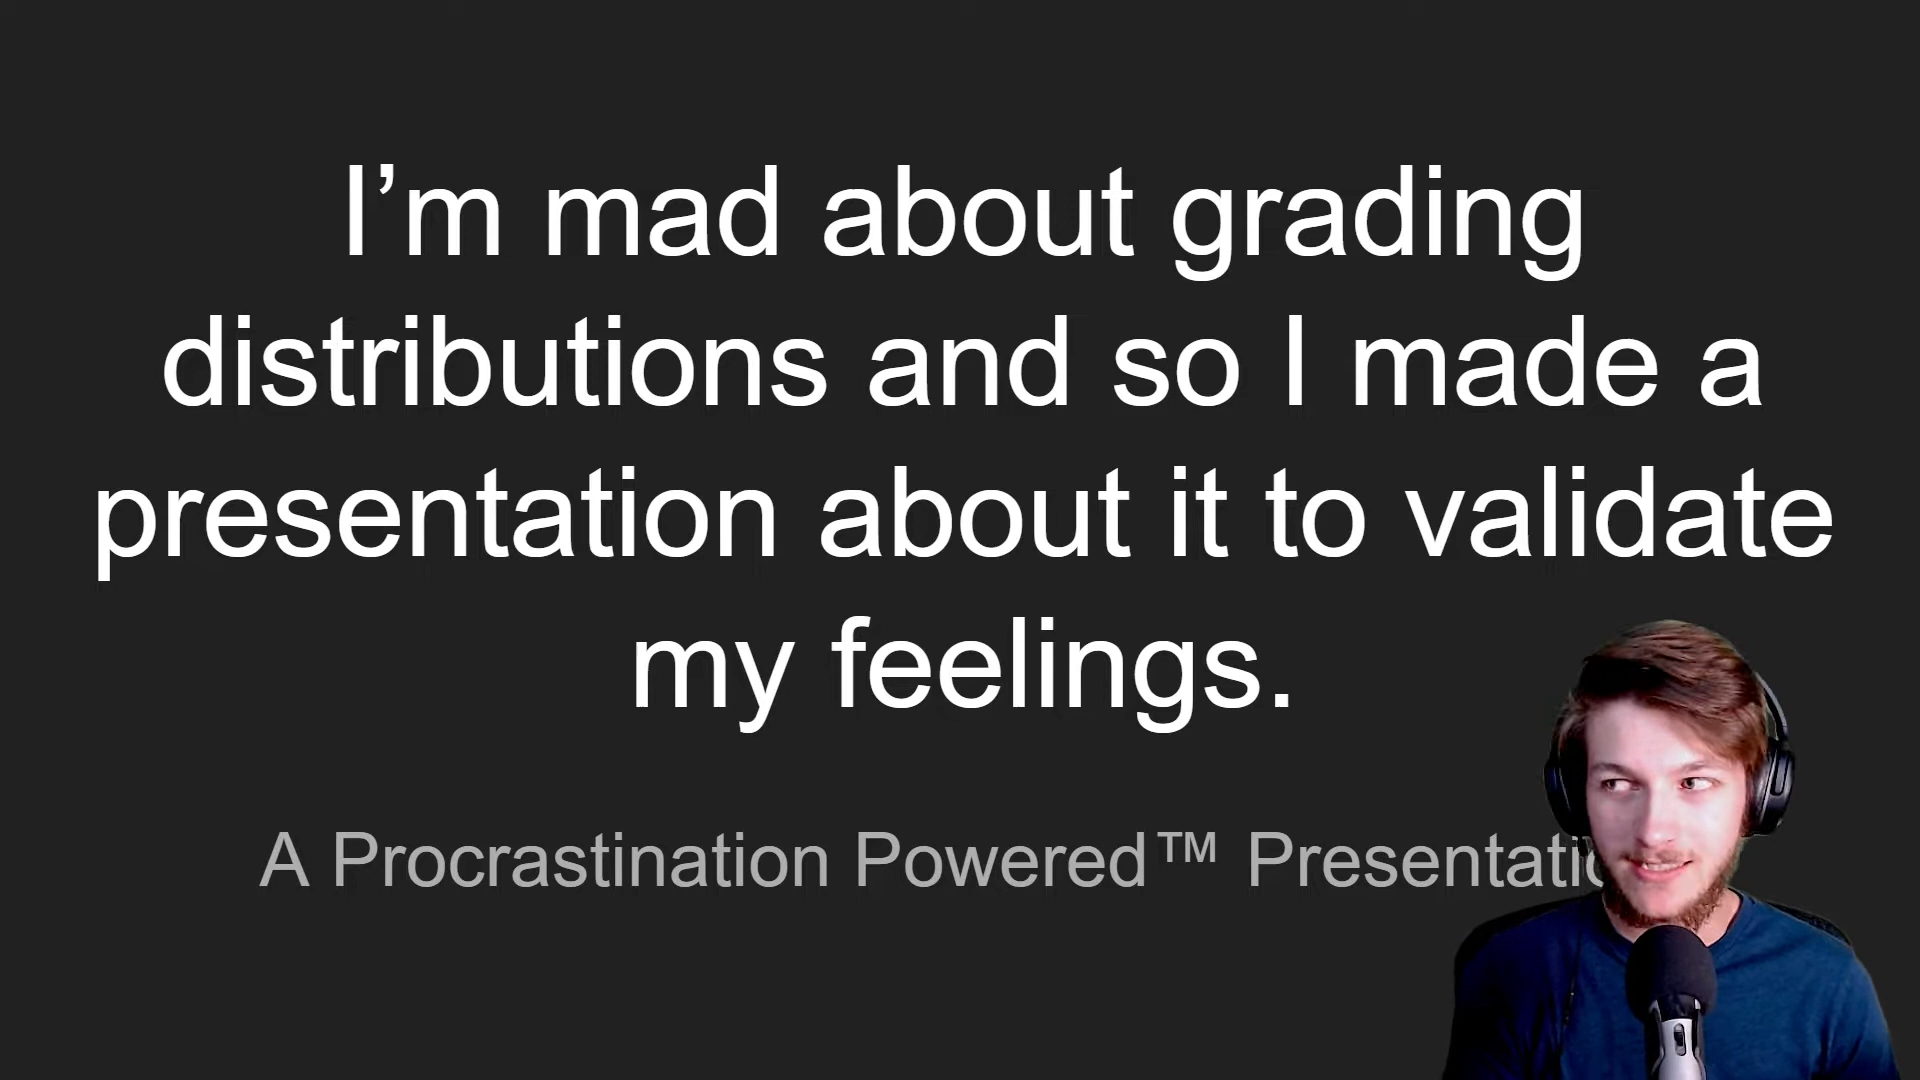 I’m mad about grading
distributions and so I made a
presentation about it to validate
my feelings.
A Procrastination Powered™